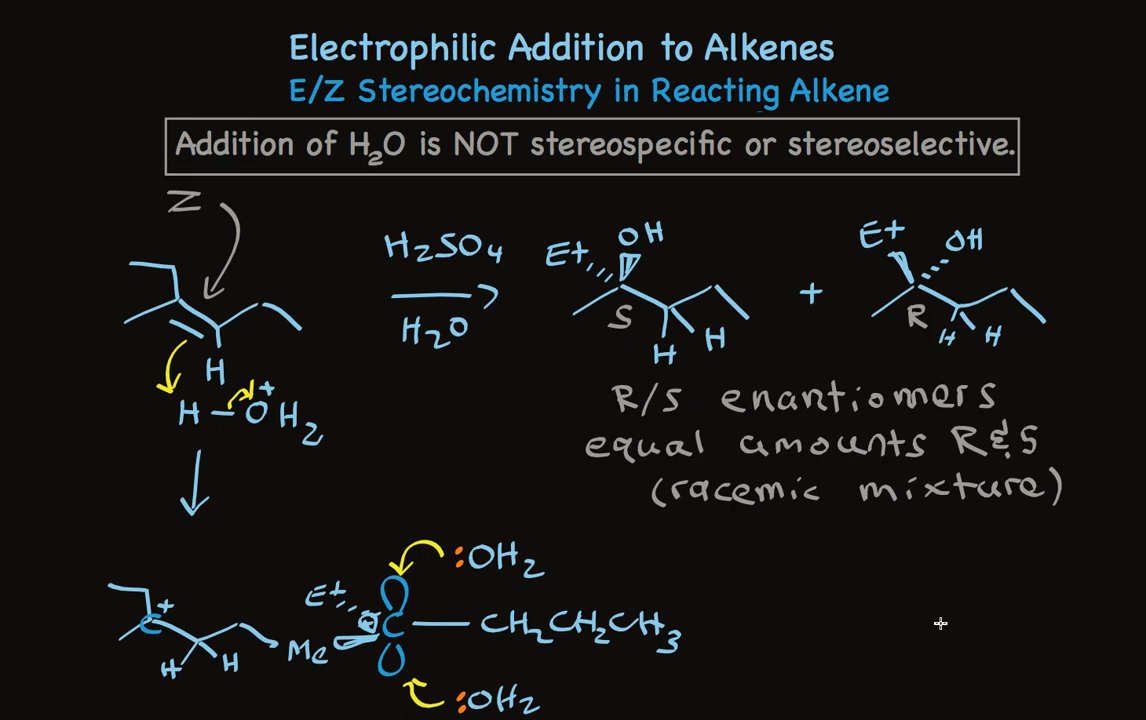 Electrophilic Addition to Alkenes
E/Z Stereochemistry in Reacting Alkene
Addition of H₂O is NOT stereospecific or stereoselective.
Z
H₂SO₄
H₂O
H
H–O⁺H₂
Et OH
S
H H
+
Et OH
R
H H
R/S enantiomers
equal amounts R&S
(racemic mixture)
C⁺
H H
:OH₂
Et
C–CH₂CH₂CH₃
Me
:OH₂